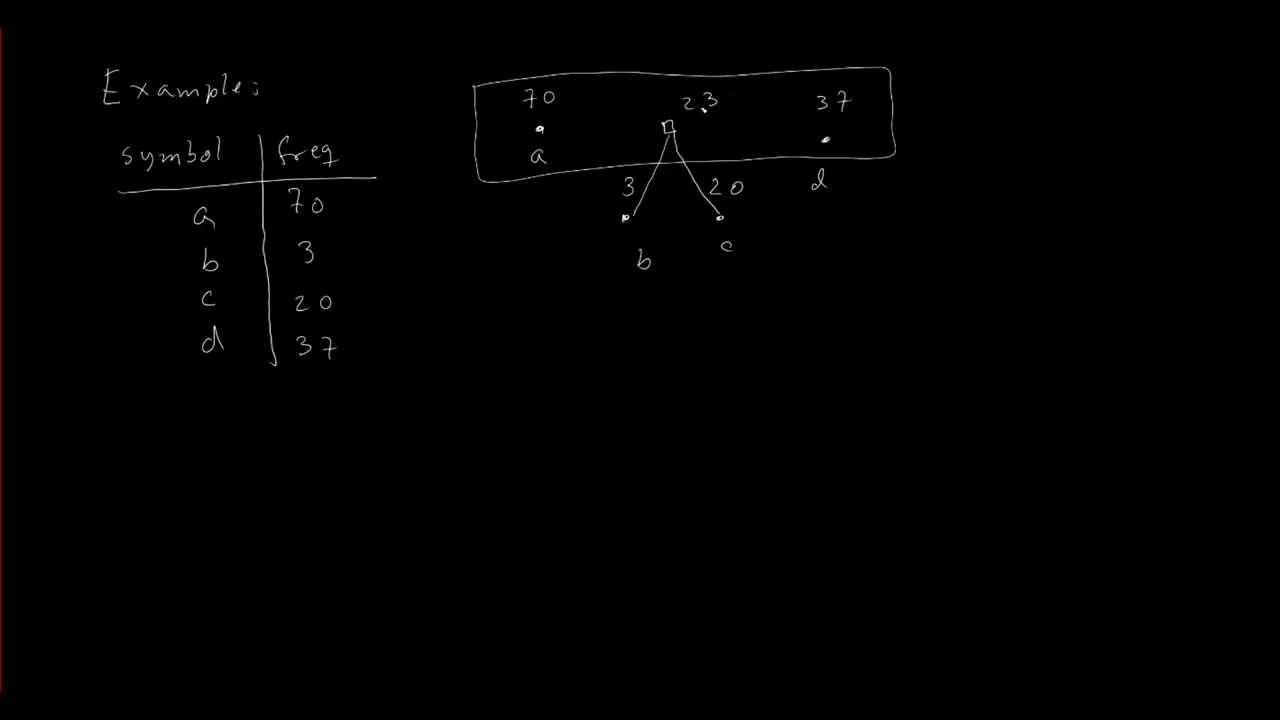 Example:
symbol freq
a 70
b 3
c 20
d 37
70 23 37
a
3 20 d
b c